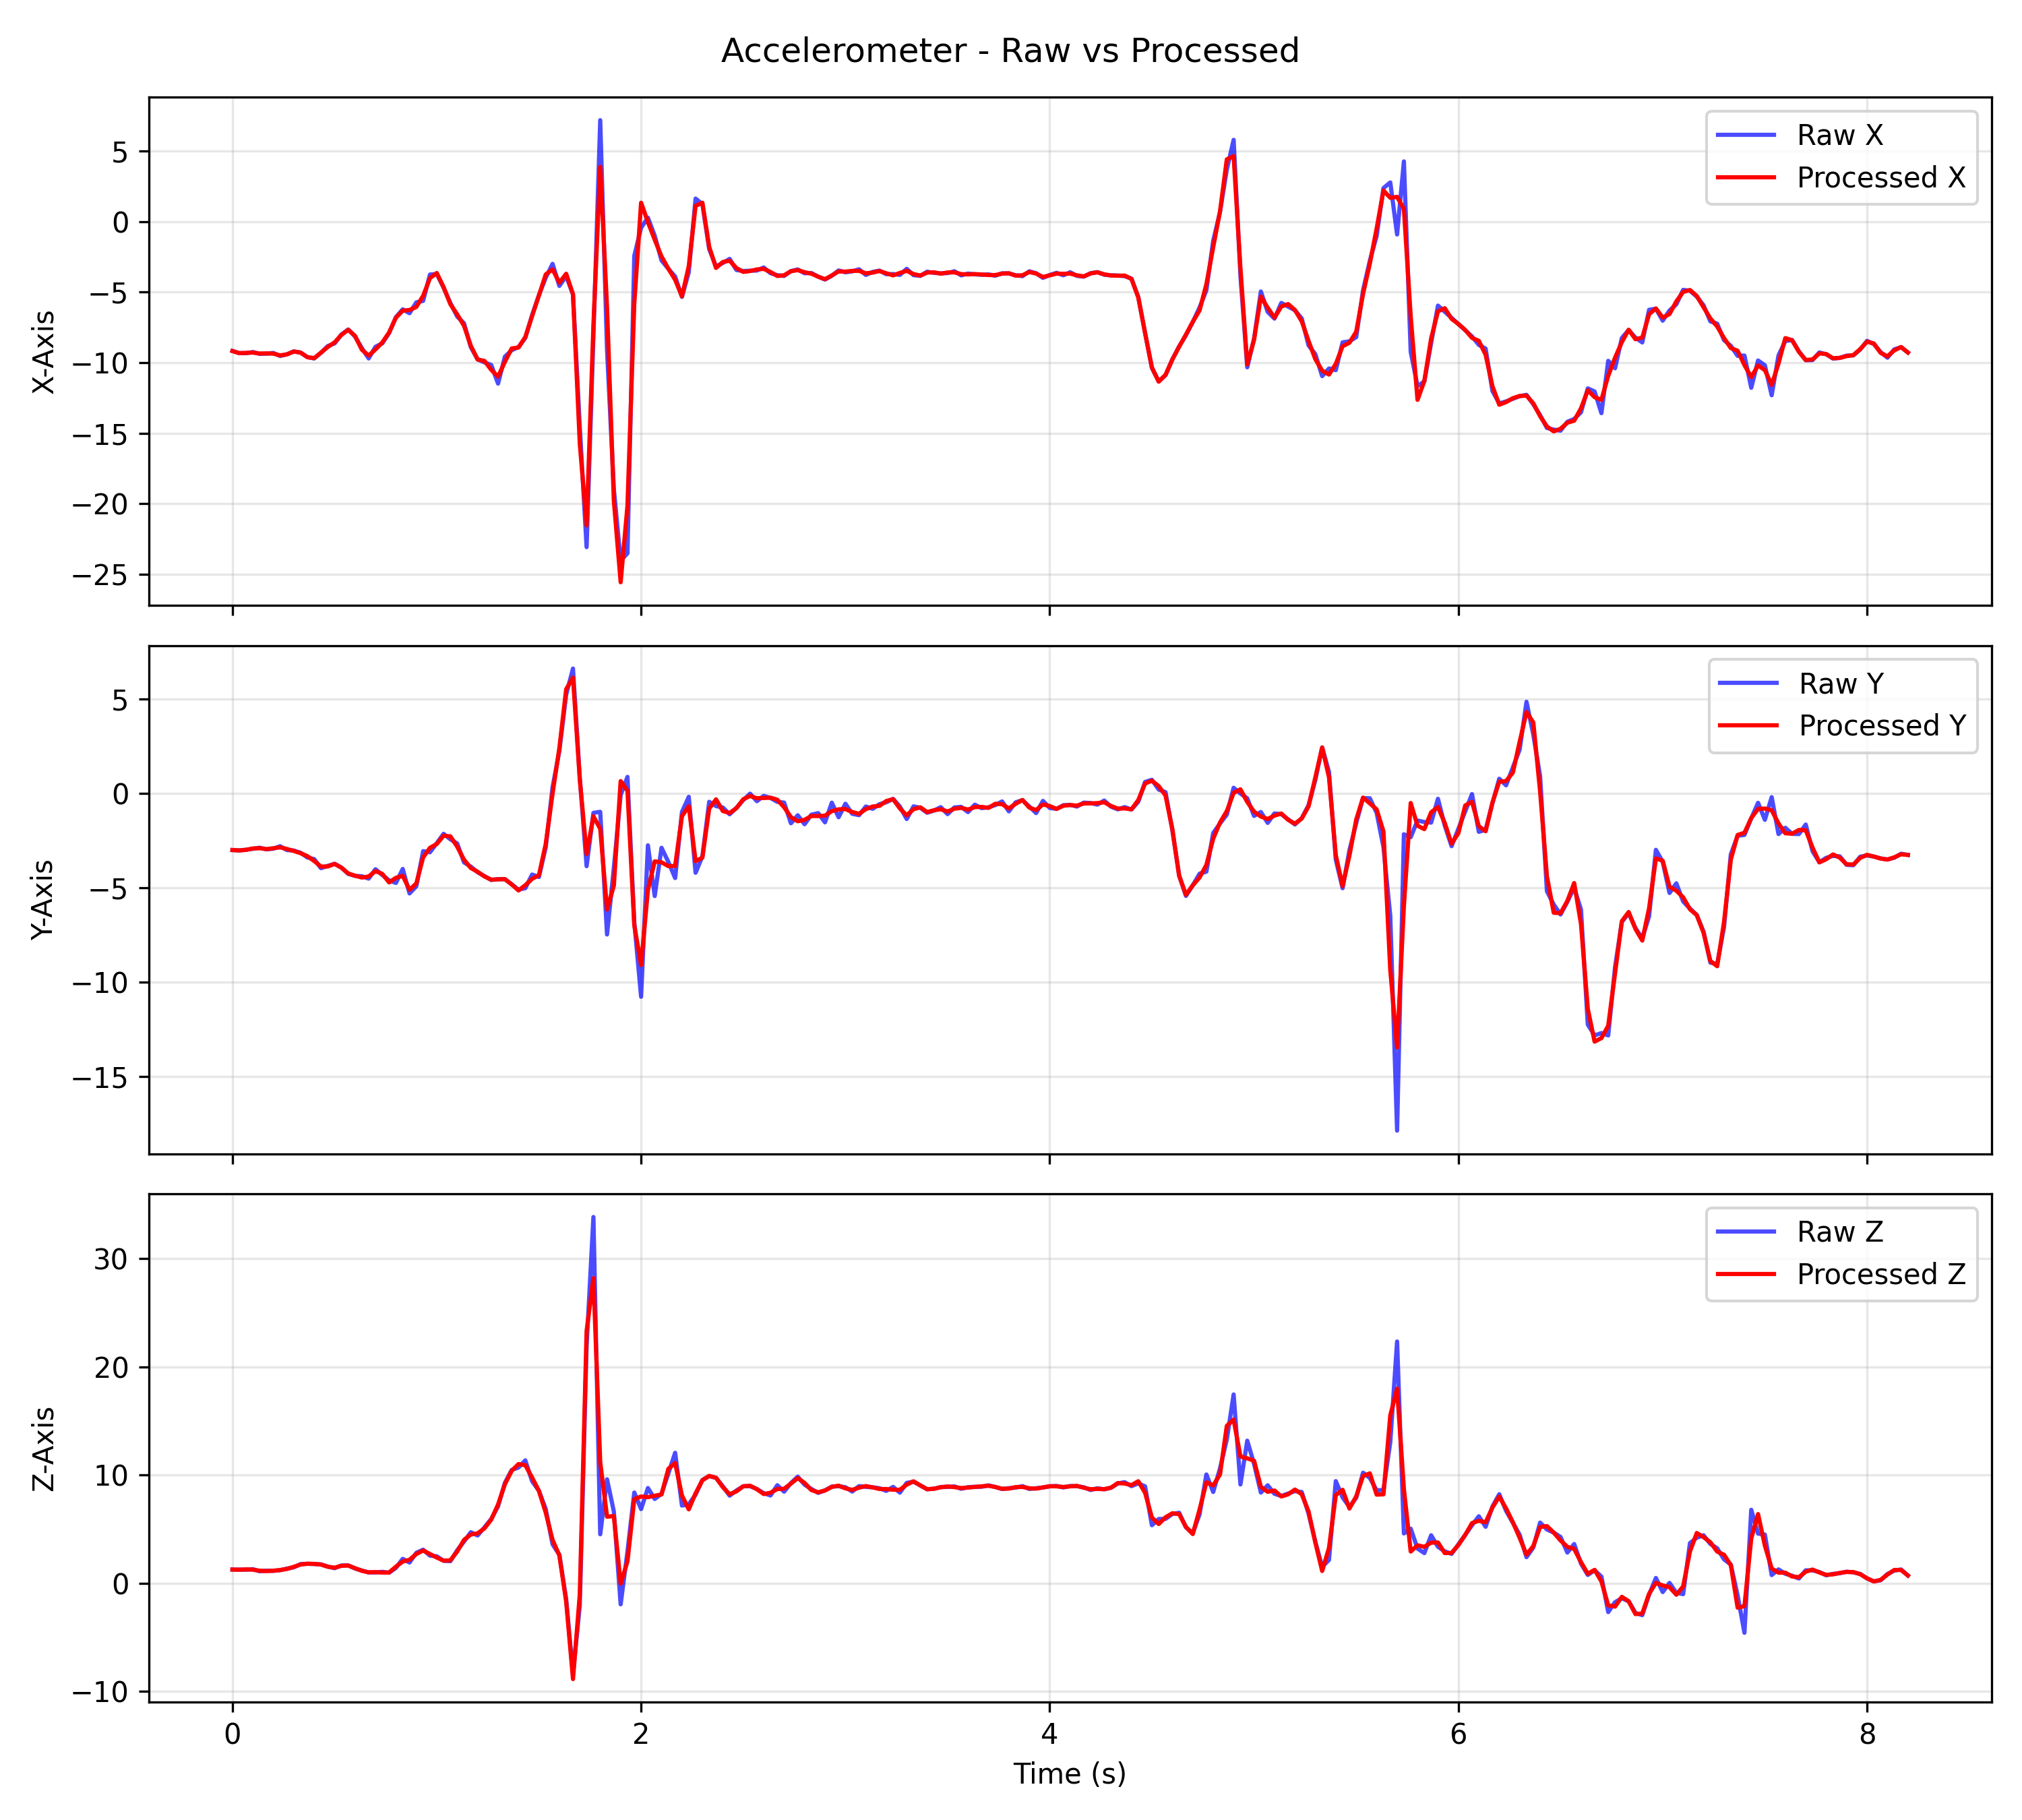 Accelerometer - Raw vs Processed
5
0
−5
−10
−15
−20
−25
X-Axis
Raw X
Processed X
5
0
−5
−10
−15
Y-Axis
Raw Y
Processed Y
30
20
10
0
−10
Z-Axis
Raw Z
Processed Z
0 2 4 6 8
Time (s)